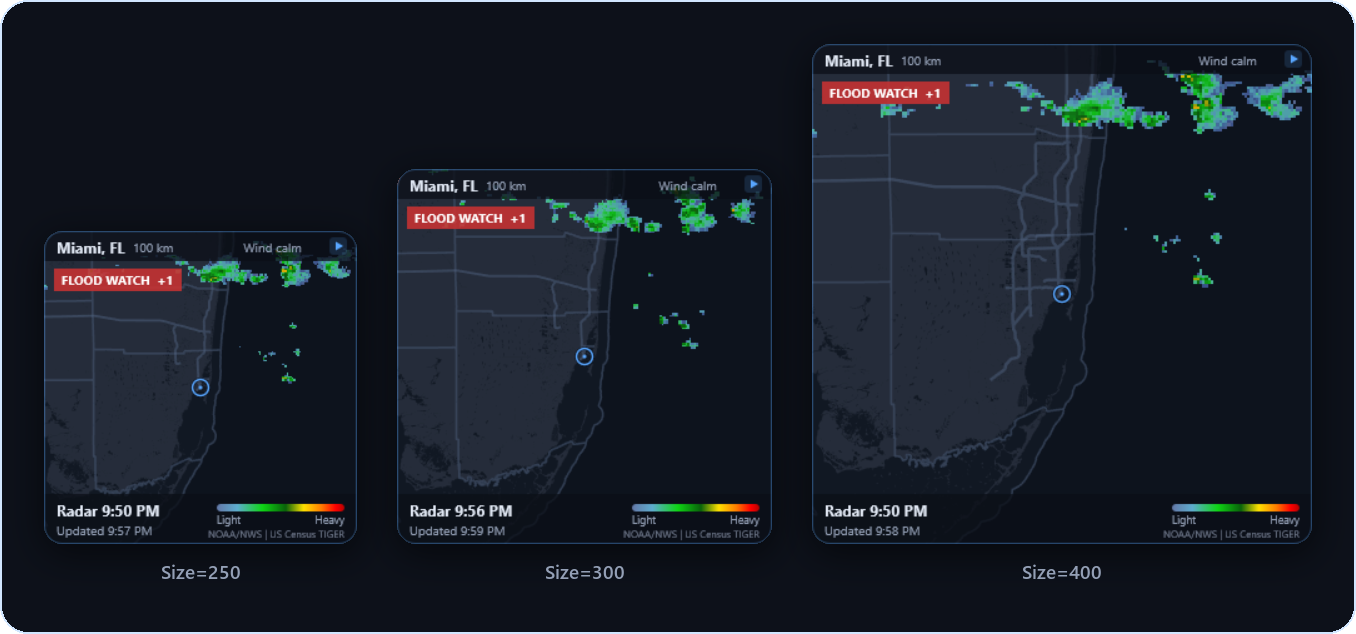 Miami, FL 100 km Wind calm
FLOOD WATCH +1
Radar 9:50 PM
Updated 9:57 PM
Light Heavy
NOAA/NWS | US Census TIGER
Size=250
Miami, FL 100 km Wind calm
FLOOD WATCH +1
Radar 9:56 PM
Updated 9:59 PM
Light Heavy
NOAA/NWS | US Census TIGER
Size=300
Miami, FL 100 km Wind calm
FLOOD WATCH +1
Radar 9:50 PM
Updated 9:58 PM
Light Heavy
NOAA/NWS | US Census TIGER
Size=400